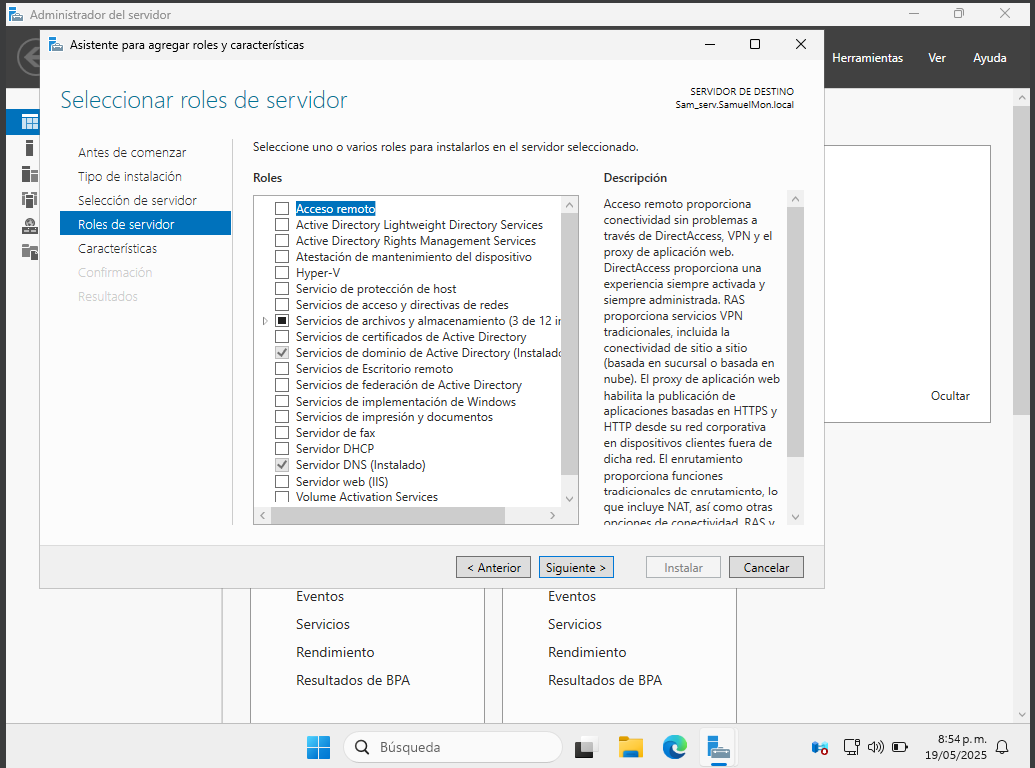 Administrador del servidor
Asistente para agregar roles y características
Herramientas
Ver
Ayuda
Seleccionar roles de servidor
SERVIDOR DE DESTINO
Sam_serv.SamuelMon.local
Antes de comenzar
Tipo de instalación
Selección de servidor
Roles de servidor
Características
Confirmación
Resultados
Seleccione uno o varios roles para instalarlos en el servidor seleccionado.
Roles
Acceso remoto
Active Directory Lightweight Directory Services
Active Directory Rights Management Services
Atestación de mantenimiento del dispositivo
Hyper-V
Servicio de protección de host
Servicios de acceso y directivas de redes
Servicios de archivos y almacenamiento (3 de 12 in
Servicios de certificados de Active Directory
Servicios de dominio de Active Directory (Instalado
Servicios de Escritorio remoto
Servicios de federación de Active Directory
Servicios de implementación de Windows
Servicios de impresión y documentos
Servidor de fax
Servidor DHCP
Servidor DNS (Instalado)
Servidor web (IIS)
Volume Activation Services
Descripción
Acceso remoto proporciona
conectividad sin problemas a
través de DirectAccess, VPN y el
proxy de aplicación web.
DirectAccess proporciona una
experiencia siempre activada y
siempre administrada. RAS
proporciona servicios VPN
tradicionales, incluida la
conectividad de sitio a sitio
(basada en sucursal o basada en
nube). El proxy de aplicación web
habilita la publicación de
aplicaciones basadas en HTTPS y
HTTP desde su red corporativa
en dispositivos clientes fuera de
dicha red. El enrutamiento
proporciona funciones
tradicionales de enrutamiento, lo
que incluye NAT, así como otras
opciones de conectividad. RAS y
Ocultar
< Anterior
Siguiente >
Instalar
Cancelar
Eventos
Servicios
Rendimiento
Resultados de BPA
Eventos
Servicios
Rendimiento
Resultados de BPA
Búsqueda
8:54 p. m.
19/05/2025